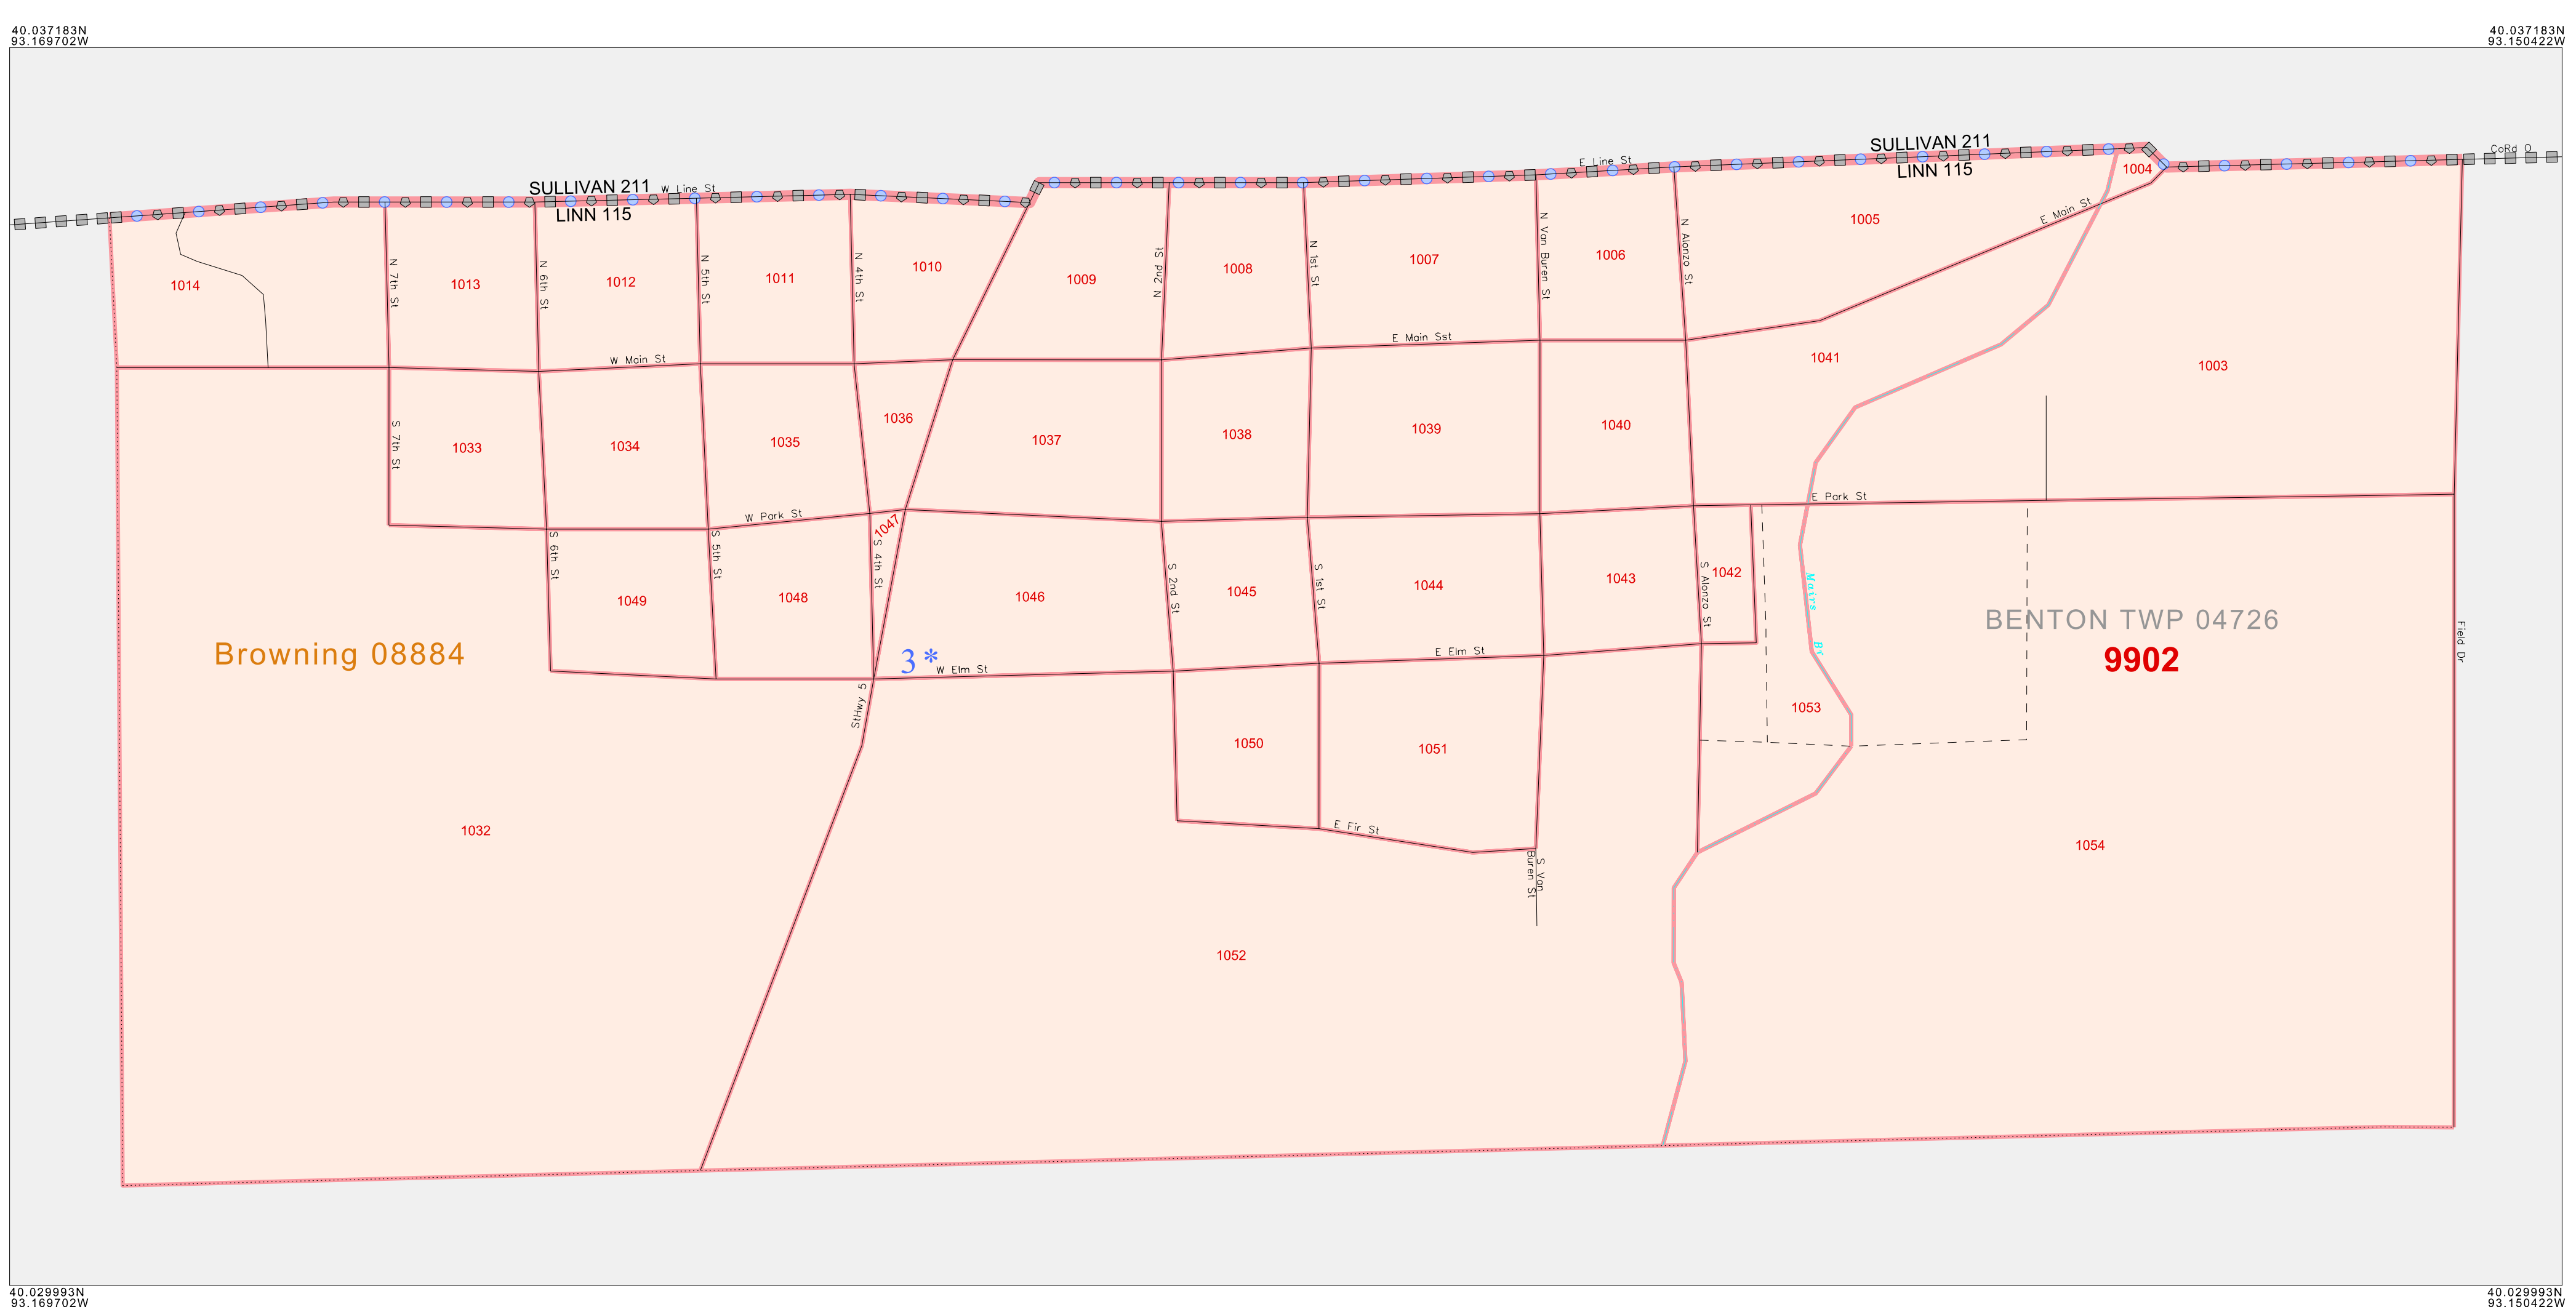 40.037183N
93.169702W
40.037183N
93.150422W
SULLIVAN 211
LINN 115
W Line St
E Line St
SULLIVAN 211
LINN 115
CoRd O
1004
1014
N 7th St
1013
N 6th St
1012
N 5th St
1011
N 4th St
1010
1009
N 2nd St
1008
N 1st St
1007
N Van Buren St
1006
N Alonzo St
1005
E Main St
W Main St
E Main Sst
1041
1003
S 7th St
1033
1034
1035
1036
1037
1038
1039
1040
W Park St
E Park St
1047
S 6th St
1049
S 5th St
1048
S 4th St
1046
S 2nd St
1045
S 1st St
1044
1043
S Alonzo St
1042
Mairs Br
BENTON TWP 04726
9902
Field Dr
Browning 08884
3*
W Elm St
E Elm St
StHwy 5
1053
1050
1051
1032
E Fir St
S Van
Buren St
1054
1052
40.029993N
93.169702W
40.029993N
93.150422W